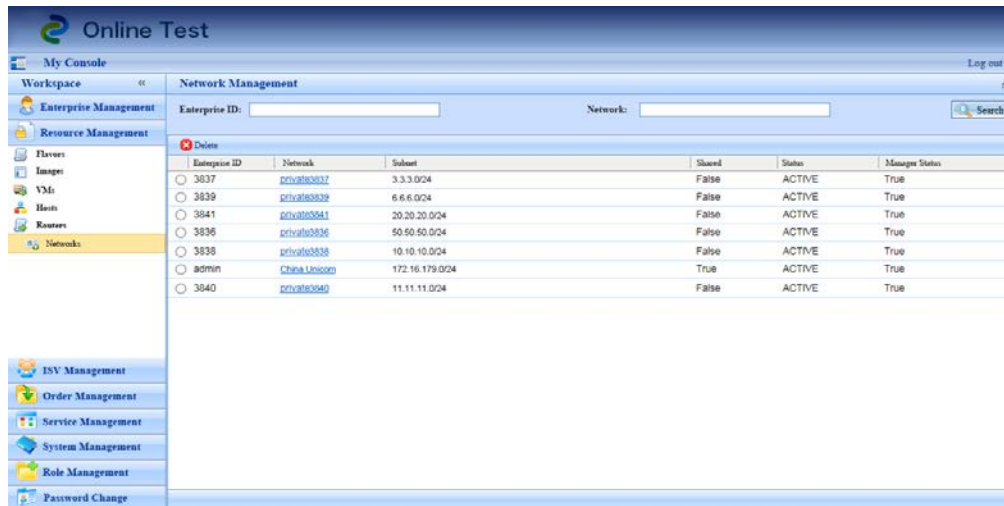 Online Test
My Console
Log out
Workspace «
Network Management
Enterprise Management
Enterprise ID:
Network:
Search
Resource Management
Delete
Flavors
Images
VMs
Hosts
Routers
Networks
Enterprise ID Network Subnet Shared Status Manager Status
3837 private3837 3.3.3.0/24 False ACTIVE True
3839 private3839 6.6.6.0/24 False ACTIVE True
3841 private3841 20.20.20.0/24 False ACTIVE True
3836 private3836 50.50.50.0/24 False ACTIVE True
3838 private3838 10.10.10.0/24 False ACTIVE True
admin China Unicom 172.16.179.0/24 True ACTIVE True
3840 private3840 11.11.11.0/24 False ACTIVE True
ISV Management
Order Management
Service Management
System Management
Role Management
Password Change